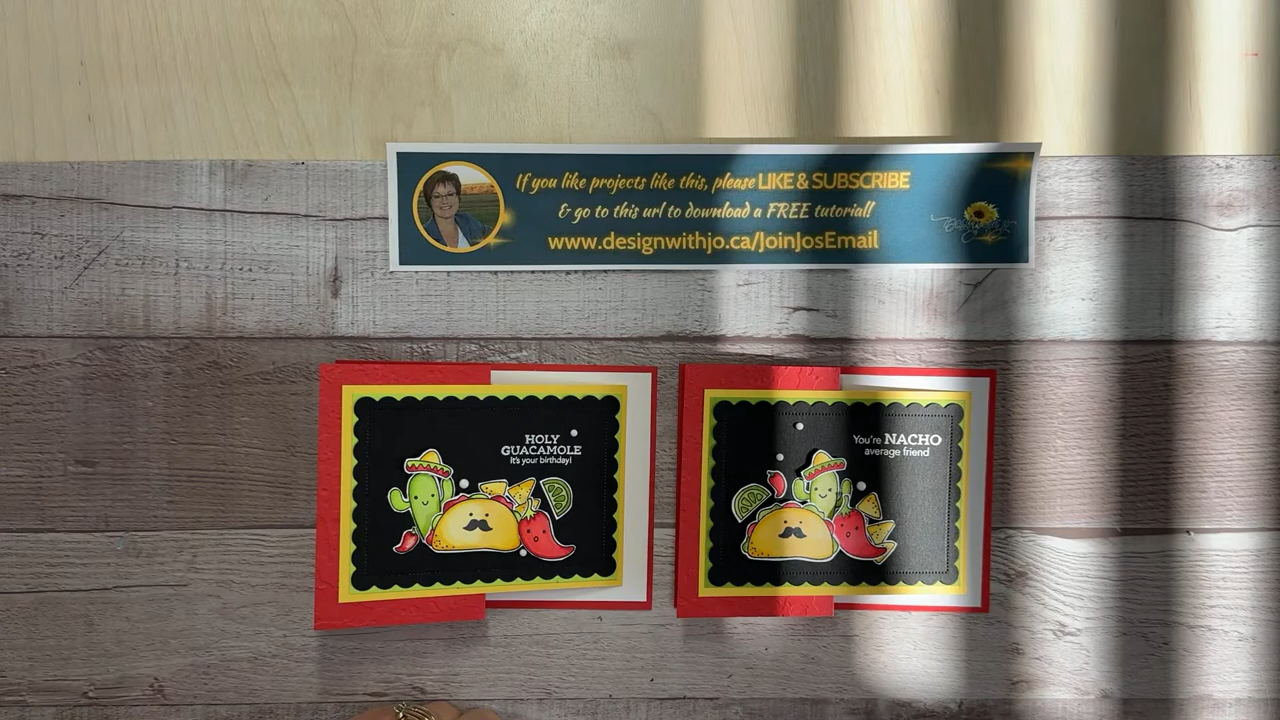 If you like projects like this, please LIKE & SUBSCRIBE
& go to this url to download a FREE tutorial!
www.designwithjo.ca/JoinJosEmail
HOLY
GUACAMOLE
It's your birthday!
You're NACHO
average friend